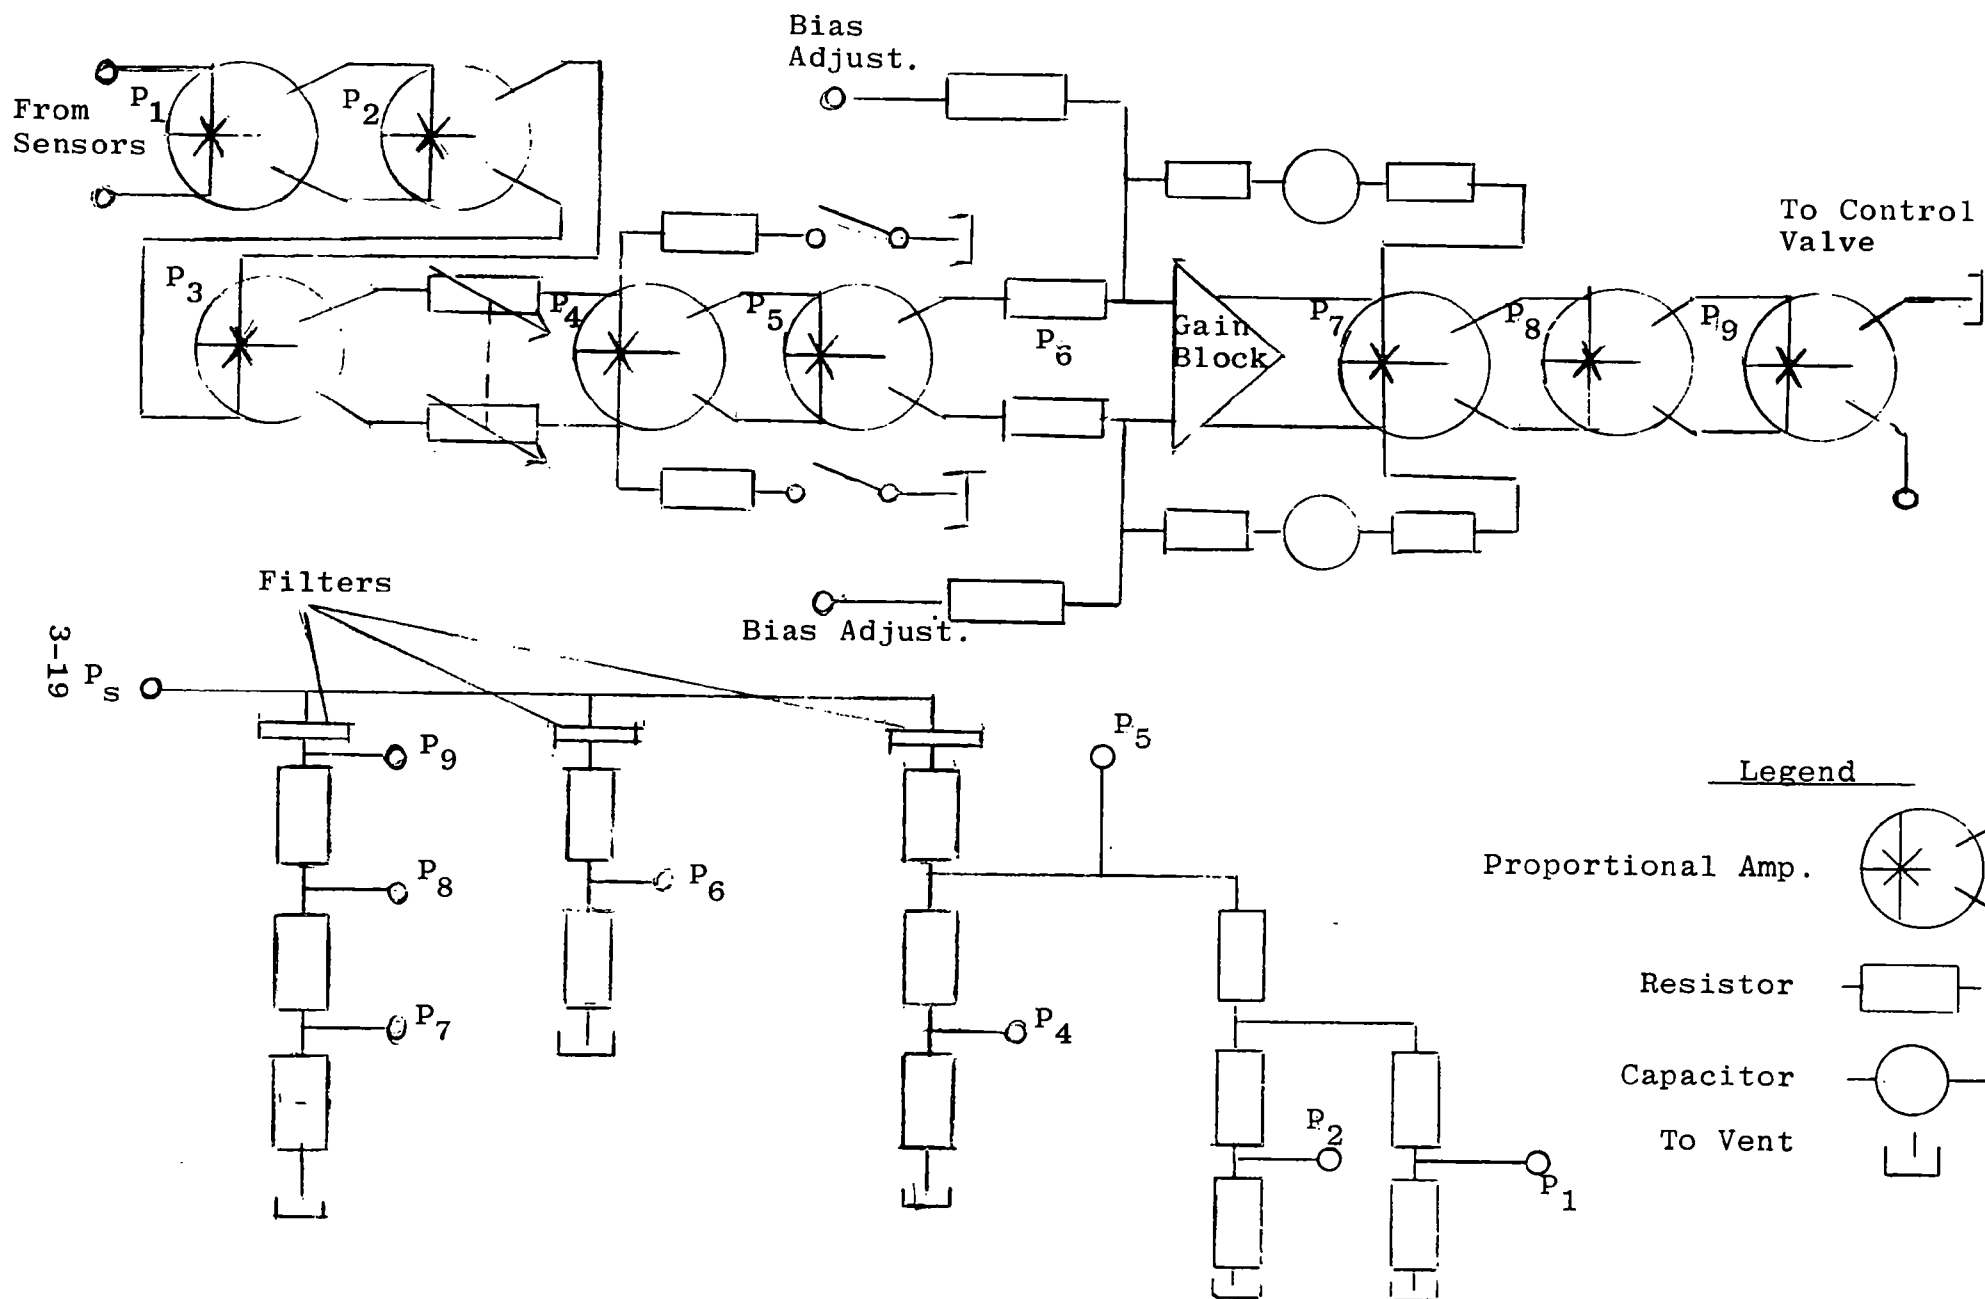 Bias
Adjust.
From
Sensors
P1
P2
To Control
Valve
P3
P4
P5
P6
Gain
Block
P7
P8
P9
Bias Adjust.
Filters
3-19
Ps
P9
P5
P8
P6
P7
P4
P2
P1
Legend
Proportional Amp.
Resistor
Capacitor
To Vent